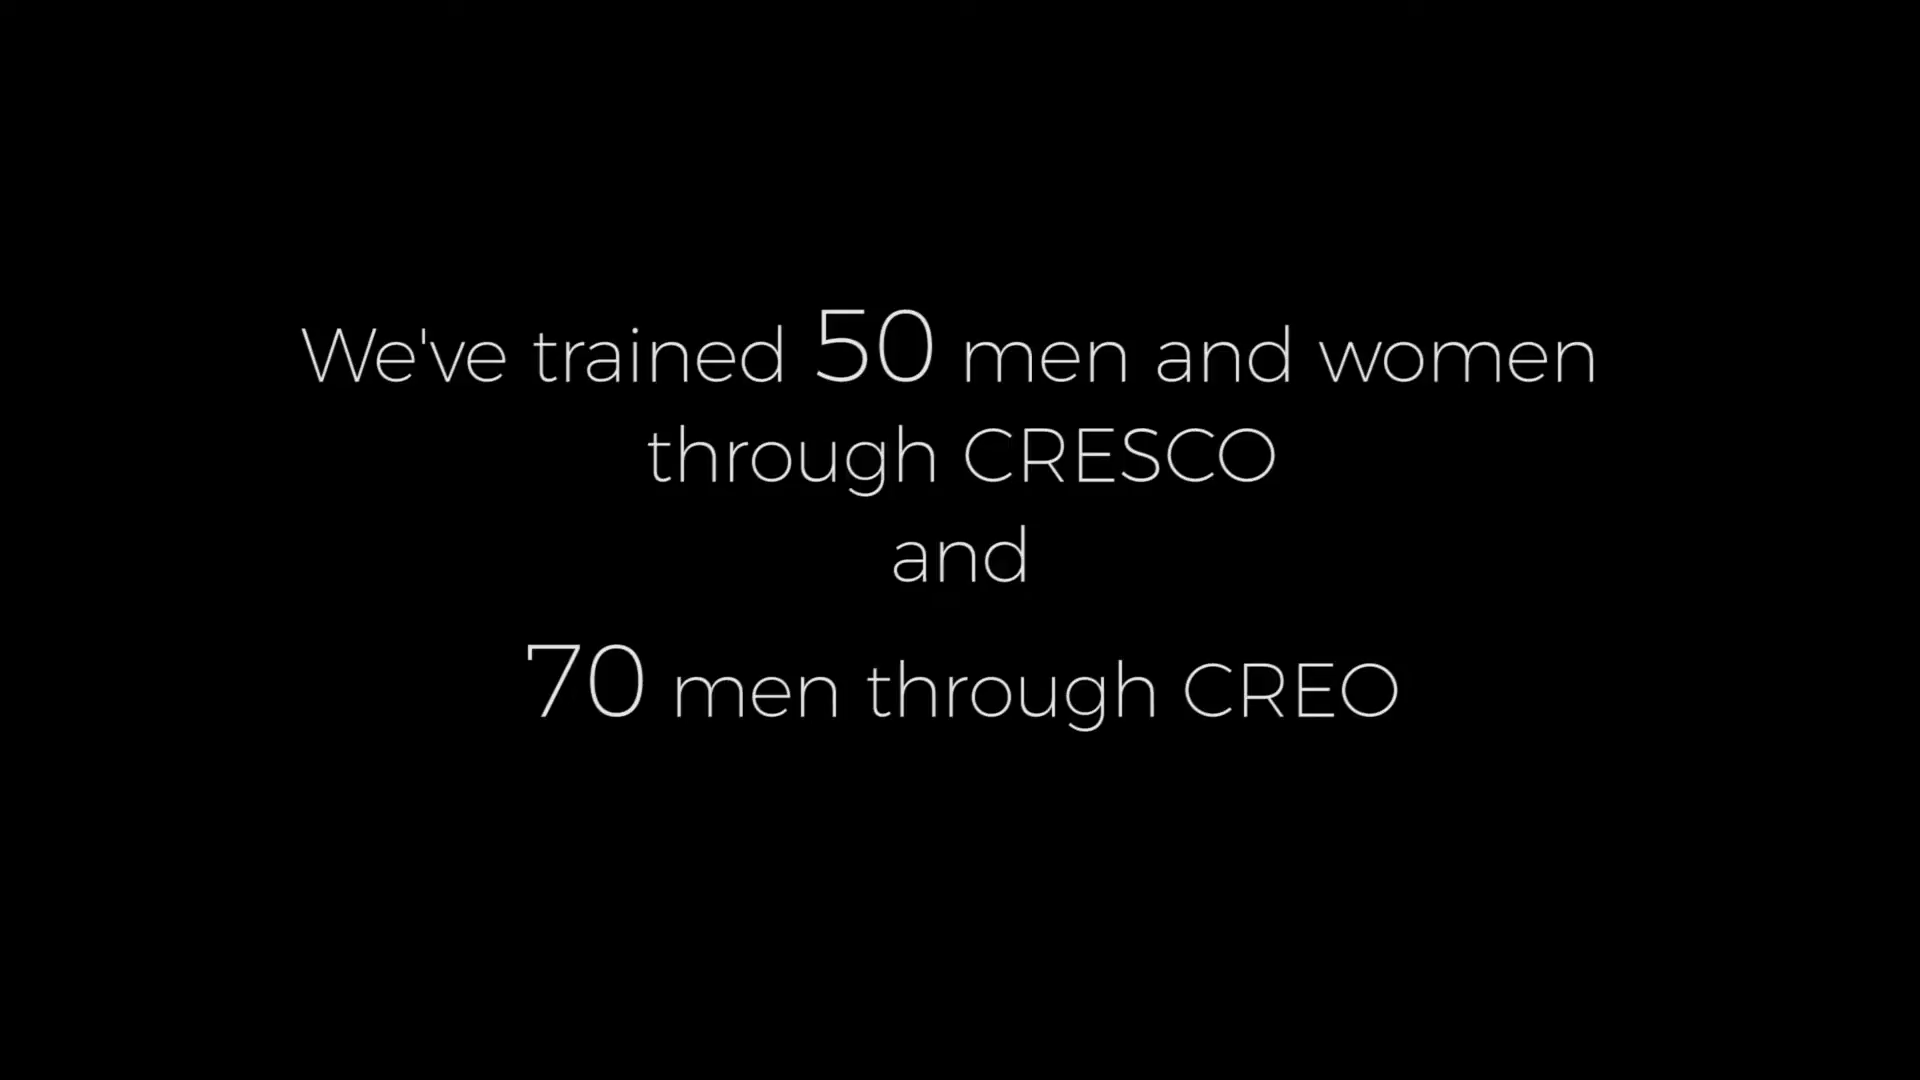 We've trained 50 men and women
through CRESCO
and
70 men through CREO